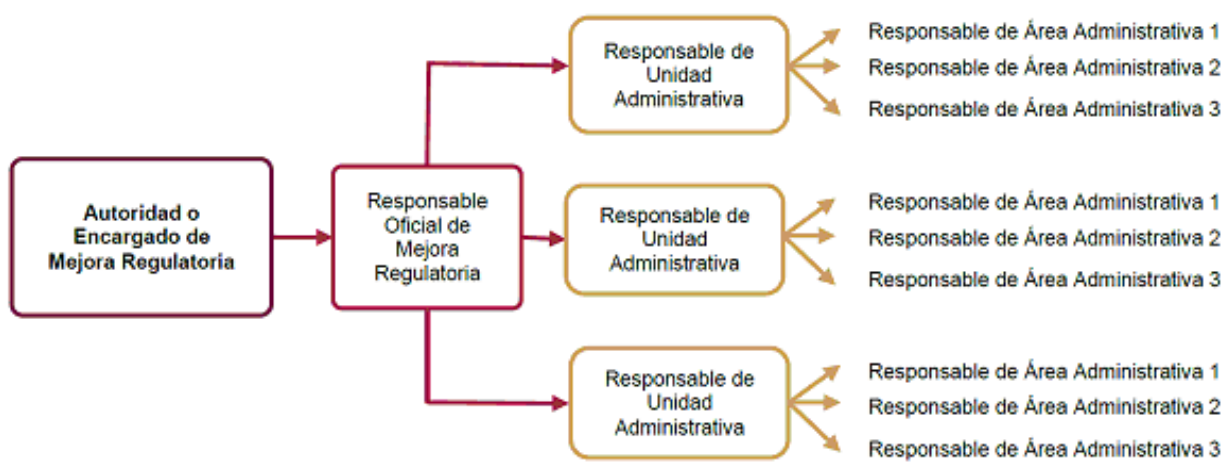 Autoridad o
Encargado de
Mejora Regulatoria
Responsable
Oficial de
Mejora
Regulatoria
Responsable de
Unidad
Administrativa
Responsable de Área Administrativa 1
Responsable de Área Administrativa 2
Responsable de Área Administrativa 3
Responsable de
Unidad
Administrativa
Responsable de Área Administrativa 1
Responsable de Área Administrativa 2
Responsable de Área Administrativa 3
Responsable de
Unidad
Administrativa
Responsable de Área Administrativa 1
Responsable de Área Administrativa 2
Responsable de Área Administrativa 3